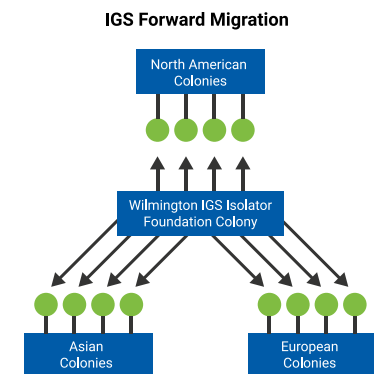 IGS Forward Migration
North American
Colonies
Wilmington IGS Isolator
Foundation Colony
Asian
Colonies
European
Colonies